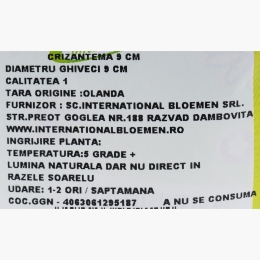 CRIZANTEMA 9 CM
DIAMETRU GHIVECI 9 CM
CALITATEA 1
TARA ORIGINE :OLANDA
FURNIZOR : SC.INTERNATIONAL BLOEMEN SRL.
STR.PREOT GOGLEA NR.188 RAZVAD DAMBOVITA
WWW.INTERNATIONALBLOEMEN.RO
INGRIJIRE PLANTA:
TEMPERATURA:5 GRADE +
LUMINA NATURALA DAR NU DIRECT IN
RAZELE SOARELU
UDARE: 1-2 ORI / SAPTAMANA
COC.GGN - 4063061295187 A NU SE CONSUMA